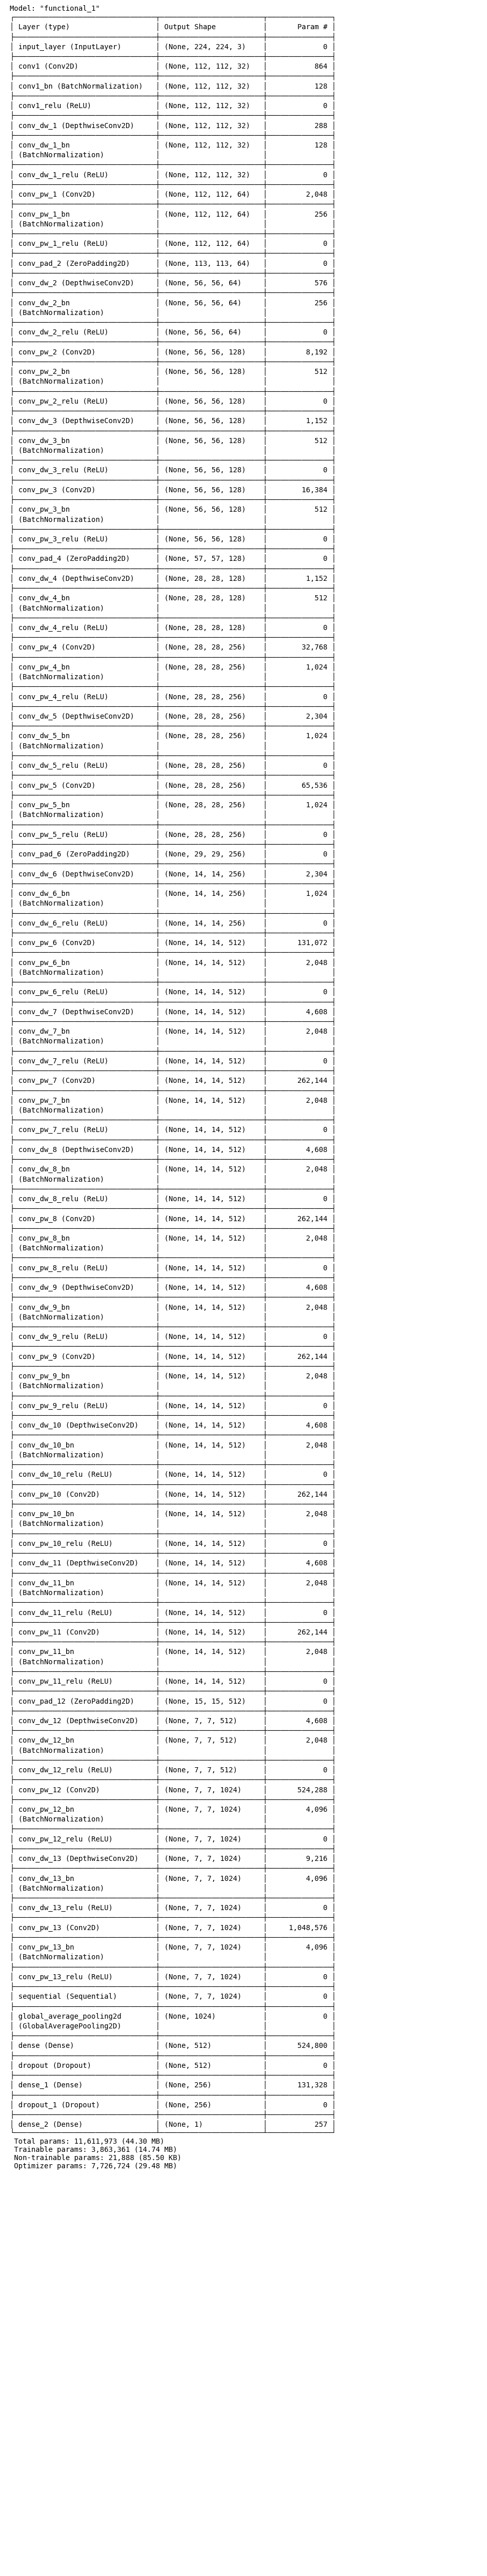 Model: "functional_1"
Layer (type) Output Shape Param #
input_layer (InputLayer) (None, 224, 224, 3) 0
conv1 (Conv2D) (None, 112, 112, 32) 864
conv1_bn (BatchNormalization) (None, 112, 112, 32) 128
conv1_relu (ReLU) (None, 112, 112, 32) 0
conv_dw_1 (DepthwiseConv2D) (None, 112, 112, 32) 288
conv_dw_1_bn (None, 112, 112, 32) 128
(BatchNormalization)
conv_dw_1_relu (ReLU) (None, 112, 112, 32) 0
conv_pw_1 (Conv2D) (None, 112, 112, 64) 2,048
conv_pw_1_bn (None, 112, 112, 64) 256
(BatchNormalization)
conv_pw_1_relu (ReLU) (None, 112, 112, 64) 0
conv_pad_2 (ZeroPadding2D) (None, 113, 113, 64) 0
conv_dw_2 (DepthwiseConv2D) (None, 56, 56, 64) 576
conv_dw_2_bn (None, 56, 56, 64) 256
(BatchNormalization)
conv_dw_2_relu (ReLU) (None, 56, 56, 64) 0
conv_pw_2 (Conv2D) (None, 56, 56, 128) 8,192
conv_pw_2_bn (None, 56, 56, 128) 512
(BatchNormalization)
conv_pw_2_relu (ReLU) (None, 56, 56, 128) 0
conv_dw_3 (DepthwiseConv2D) (None, 56, 56, 128) 1,152
conv_dw_3_bn (None, 56, 56, 128) 512
(BatchNormalization)
conv_dw_3_relu (ReLU) (None, 56, 56, 128) 0
conv_pw_3 (Conv2D) (None, 56, 56, 128) 16,384
conv_pw_3_bn (None, 56, 56, 128) 512
(BatchNormalization)
conv_pw_3_relu (ReLU) (None, 56, 56, 128) 0
conv_pad_4 (ZeroPadding2D) (None, 57, 57, 128) 0
conv_dw_4 (DepthwiseConv2D) (None, 28, 28, 128) 1,152
conv_dw_4_bn (None, 28, 28, 128) 512
(BatchNormalization)
conv_dw_4_relu (ReLU) (None, 28, 28, 128) 0
conv_pw_4 (Conv2D) (None, 28, 28, 256) 32,768
conv_pw_4_bn (None, 28, 28, 256) 1,024
(BatchNormalization)
conv_pw_4_relu (ReLU) (None, 28, 28, 256) 0
conv_dw_5 (DepthwiseConv2D) (None, 28, 28, 256) 2,304
conv_dw_5_bn (None, 28, 28, 256) 1,024
(BatchNormalization)
conv_dw_5_relu (ReLU) (None, 28, 28, 256) 0
conv_pw_5 (Conv2D) (None, 28, 28, 256) 65,536
conv_pw_5_bn (None, 28, 28, 256) 1,024
(BatchNormalization)
conv_pw_5_relu (ReLU) (None, 28, 28, 256) 0
conv_pad_6 (ZeroPadding2D) (None, 29, 29, 256) 0
conv_dw_6 (DepthwiseConv2D) (None, 14, 14, 256) 2,304
conv_dw_6_bn (None, 14, 14, 256) 1,024
(BatchNormalization)
conv_dw_6_relu (ReLU) (None, 14, 14, 256) 0
conv_pw_6 (Conv2D) (None, 14, 14, 512) 131,072
conv_pw_6_bn (None, 14, 14, 512) 2,048
(BatchNormalization)
conv_pw_6_relu (ReLU) (None, 14, 14, 512) 0
conv_dw_7 (DepthwiseConv2D) (None, 14, 14, 512) 4,608
conv_dw_7_bn (None, 14, 14, 512) 2,048
(BatchNormalization)
conv_dw_7_relu (ReLU) (None, 14, 14, 512) 0
conv_pw_7 (Conv2D) (None, 14, 14, 512) 262,144
conv_pw_7_bn (None, 14, 14, 512) 2,048
(BatchNormalization)
conv_pw_7_relu (ReLU) (None, 14, 14, 512) 0
conv_dw_8 (DepthwiseConv2D) (None, 14, 14, 512) 4,608
conv_dw_8_bn (None, 14, 14, 512) 2,048
(BatchNormalization)
conv_dw_8_relu (ReLU) (None, 14, 14, 512) 0
conv_pw_8 (Conv2D) (None, 14, 14, 512) 262,144
conv_pw_8_bn (None, 14, 14, 512) 2,048
(BatchNormalization)
conv_pw_8_relu (ReLU) (None, 14, 14, 512) 0
conv_dw_9 (DepthwiseConv2D) (None, 14, 14, 512) 4,608
conv_dw_9_bn (None, 14, 14, 512) 2,048
(BatchNormalization)
conv_dw_9_relu (ReLU) (None, 14, 14, 512) 0
conv_pw_9 (Conv2D) (None, 14, 14, 512) 262,144
conv_pw_9_bn (None, 14, 14, 512) 2,048
(BatchNormalization)
conv_pw_9_relu (ReLU) (None, 14, 14, 512) 0
conv_dw_10 (DepthwiseConv2D) (None, 14, 14, 512) 4,608
conv_dw_10_bn (None, 14, 14, 512) 2,048
(BatchNormalization)
conv_dw_10_relu (ReLU) (None, 14, 14, 512) 0
conv_pw_10 (Conv2D) (None, 14, 14, 512) 262,144
conv_pw_10_bn (None, 14, 14, 512) 2,048
(BatchNormalization)
conv_pw_10_relu (ReLU) (None, 14, 14, 512) 0
conv_dw_11 (DepthwiseConv2D) (None, 14, 14, 512) 4,608
conv_dw_11_bn (None, 14, 14, 512) 2,048
(BatchNormalization)
conv_dw_11_relu (ReLU) (None, 14, 14, 512) 0
conv_pw_11 (Conv2D) (None, 14, 14, 512) 262,144
conv_pw_11_bn (None, 14, 14, 512) 2,048
(BatchNormalization)
conv_pw_11_relu (ReLU) (None, 14, 14, 512) 0
conv_pad_12 (ZeroPadding2D) (None, 15, 15, 512) 0
conv_dw_12 (DepthwiseConv2D) (None, 7, 7, 512) 4,608
conv_dw_12_bn (None, 7, 7, 512) 2,048
(BatchNormalization)
conv_dw_12_relu (ReLU) (None, 7, 7, 512) 0
conv_pw_12 (Conv2D) (None, 7, 7, 1024) 524,288
conv_pw_12_bn (None, 7, 7, 1024) 4,096
(BatchNormalization)
conv_pw_12_relu (ReLU) (None, 7, 7, 1024) 0
conv_dw_13 (DepthwiseConv2D) (None, 7, 7, 1024) 9,216
conv_dw_13_bn (None, 7, 7, 1024) 4,096
(BatchNormalization)
conv_dw_13_relu (ReLU) (None, 7, 7, 1024) 0
conv_pw_13 (Conv2D) (None, 7, 7, 1024) 1,048,576
conv_pw_13_bn (None, 7, 7, 1024) 4,096
(BatchNormalization)
conv_pw_13_relu (ReLU) (None, 7, 7, 1024) 0
sequential (Sequential) (None, 7, 7, 1024) 0
global_average_pooling2d (None, 1024) 0
(GlobalAveragePooling2D)
dense (Dense) (None, 512) 524,800
dropout (Dropout) (None, 512) 0
dense_1 (Dense) (None, 256) 131,328
dropout_1 (Dropout) (None, 256) 0
dense_2 (Dense) (None, 1) 257
Total params: 11,611,973 (44.30 MB)
Trainable params: 3,863,361 (14.74 MB)
Non-trainable params: 21,888 (85.50 KB)
Optimizer params: 7,726,724 (29.48 MB)